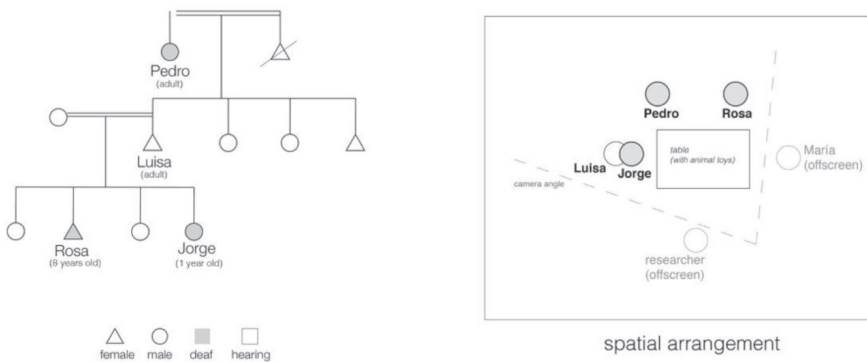 Pedro
(adult)
Luisa
(adult)
Rosa
(8 years old)
Jorge
(1 year old)
female
male
deaf
hearing
Pedro
Rosa
table
(with animal toys)
María
(offscreen)
Luisa
Jorge
camera angle
researcher
(offscreen)
spatial arrangement